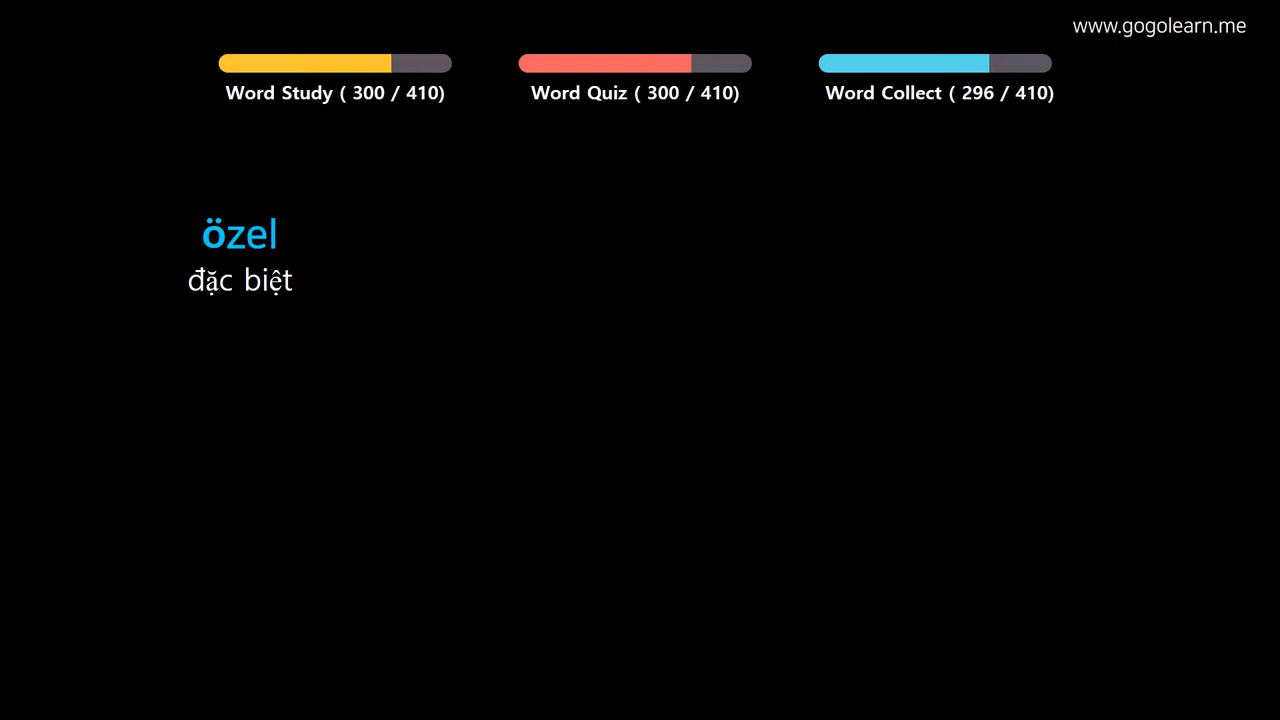 www.gogolearn.me
Word Study ( 300 / 410)
Word Quiz ( 300 / 410)
Word Collect ( 296 / 410)
özel
đặc biệt